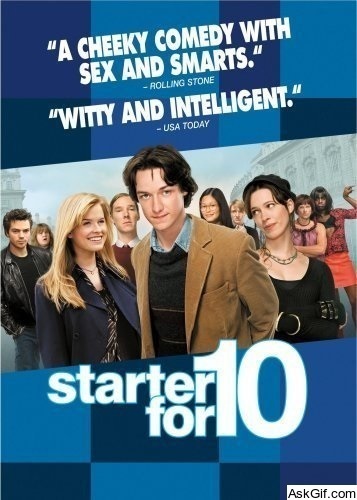 "A CHEEKY COMEDY WITH
SEX AND SMARTS."
– ROLLING STONE
"WITTY AND INTELLIGENT."
– USA TODAY
starter
for 10
AskGif.com